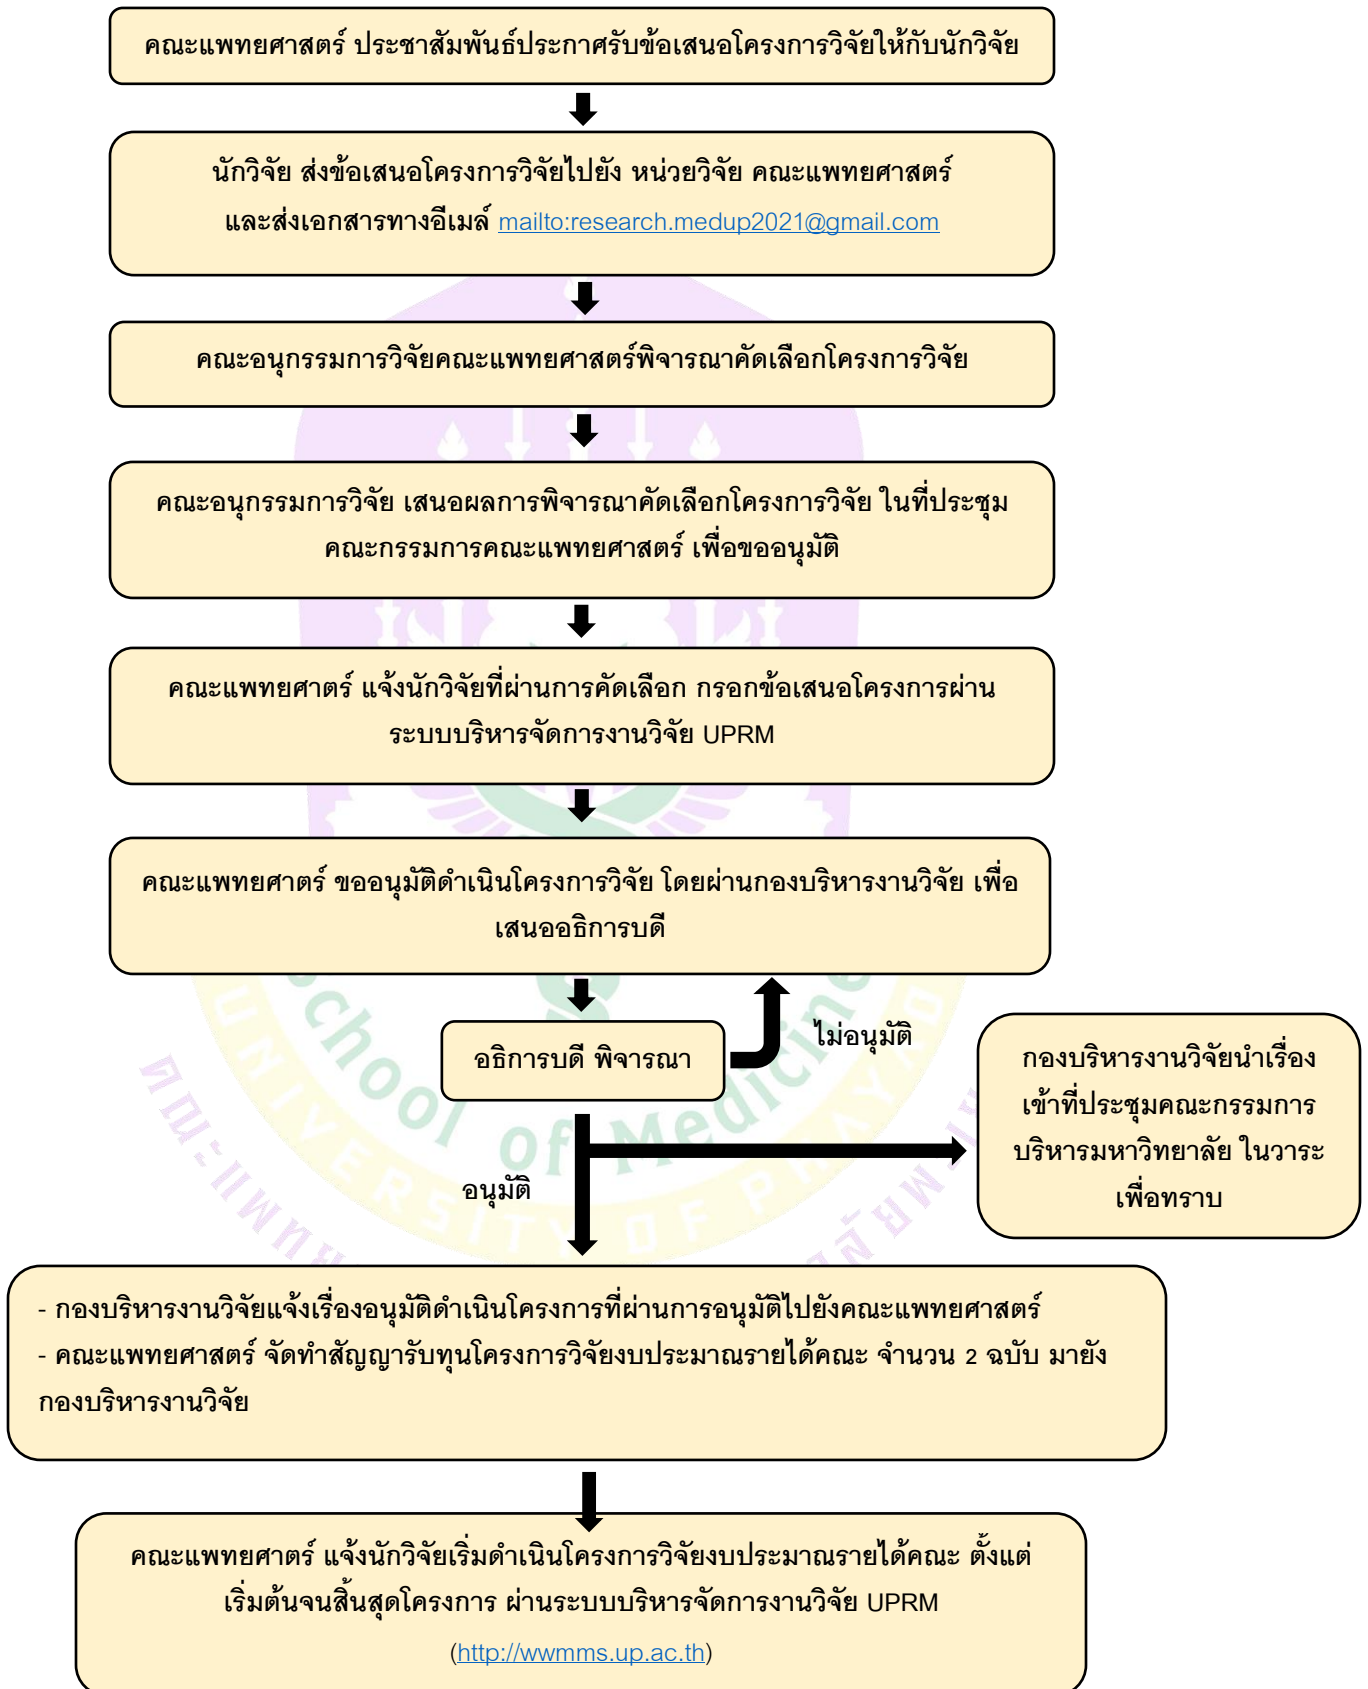 คณะแพทยศาสตร์ ประชาสัมพันธ์ประกาศรับข้อเสนอโครงการวิจัยให้กับนักวิจัย
นักวิจัย ส่งข้อเสนอโครงการวิจัยไปยัง หน่วยวิจัย คณะแพทยศาสตร์
และส่งเอกสารทางอีเมล์ mailto:research.medup2021@gmail.com
คณะอนุกรรมการวิจัยคณะแพทยศาสตร์พิจารณาคัดเลือกโครงการวิจัย
คณะอนุกรรมการวิจัย เสนอผลการพิจารณาคัดเลือกโครงการวิจัย ในที่ประชุม
คณะกรรมการคณะแพทยศาสตร์ เพื่อขออนุมัติ
คณะแพทยศาตร์ แจ้งนักวิจัยที่ผ่านการคัดเลือก กรอกข้อเสนอโครงการผ่าน
ระบบบริหารจัดการงานวิจัย UPRM
คณะแพทยศาตร์ ขออนุมัติดำเนินโครงการวิจัย โดยผ่านกองบริหารงานวิจัย เพื่อ
เสนออธิการบดี
อธิการบดี พิจารณา
ไม่อนุมัติ
กองบริหารงานวิจัยนำเรื่อง
เข้าที่ประชุมคณะกรรมการ
บริหารมหาวิทยาลัย ในวาระ
เพื่อทราบ
อนุมัติ
- กองบริหารงานวิจัยแจ้งเรื่องอนุมัติดำเนินโครงการที่ผ่านการอนุมัติไปยังคณะแพทยศาสตร์
- คณะแพทยศาสตร์ จัดทำสัญญารับทุนโครงการวิจัยงบประมาณรายได้คณะ จำนวน 2 ฉบับ มายัง
กองบริหารงานวิจัย
คณะแพทยศาตร์ แจ้งนักวิจัยเริ่มดำเนินโครงการวิจัยงบประมาณรายได้คณะ ตั้งแต่
เริ่มต้นจนสิ้นสุดโครงการ ผ่านระบบบริหารจัดการงานวิจัย UPRM
(http://wwmms.up.ac.th)
School of Medicine
UNIVERSITY OF PHAYAO